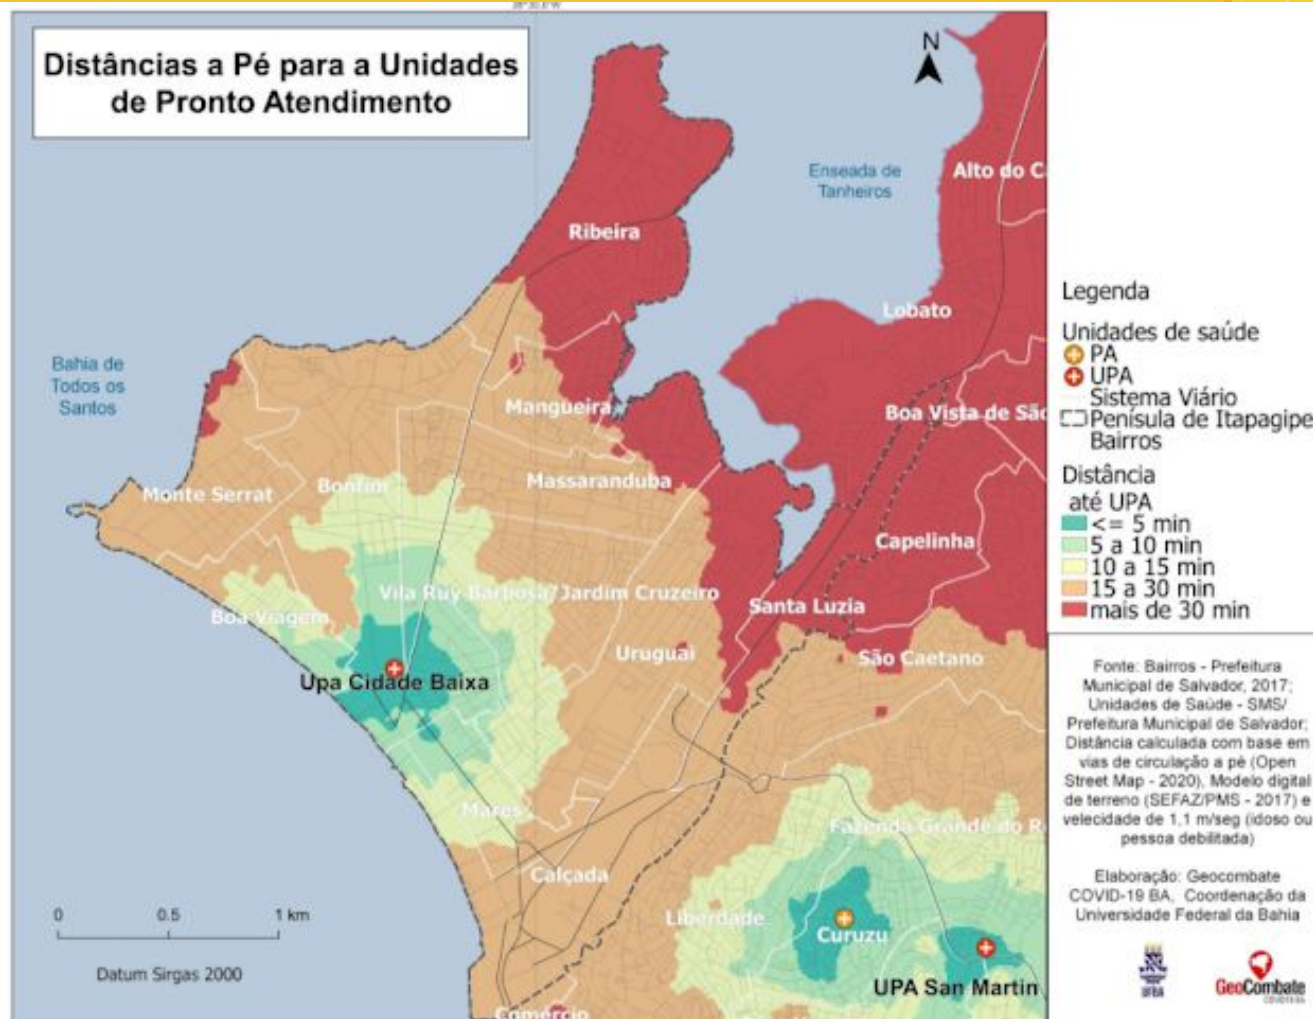 Distâncias a Pé para a Unidades
de Pronto Atendimento
N
Enseada de
Tanheiros
Alto do C
Ribeira
Lobato
Bahia de
Todos os
Santos
Mangueira
Boa Vista de São
Massaranduba
Monte Serrat
Bonfim
Capelinha
Vila Ruy Barbosa/Jardim Cruzeiro
Santa Luzia
Boa Viagem
Uruguai
São Caetano
Upa Cidade Baixa
Mares
Fazenda Grande do R
Calçada
Liberdade
Curuzu
UPA San Martin
Comércio
0 0.5 1 km
Datum Sirgas 2000
Legenda
Unidades de saúde
PA
UPA
Sistema Viário
Penísula de Itapagipe
Bairros
Distância
até UPA
<= 5 min
5 a 10 min
10 a 15 min
15 a 30 min
mais de 30 min
Fonte: Bairros - Prefeitura
Municipal de Salvador, 2017;
Unidades de Saúde - SMS/
Prefeitura Municipal de Salvador;
Distância calculada com base em
vias de circulação a pé (Open
Street Map - 2020), Modelo digital
de terreno (SEFAZ/PMS - 2017) e
velecidade de 1,1 m/seg (idoso ou
pessoa debilitada)
Elaboração: Geocombate
COVID-19 BA, Coordenação da
Universidade Federal da Bahia
UFBA
GeoCombate